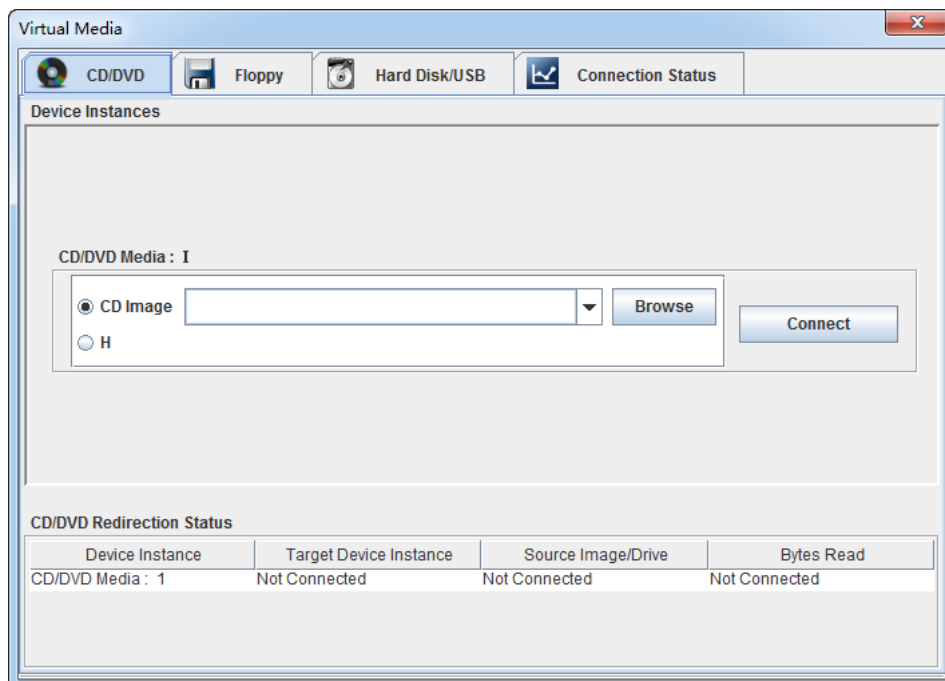 Virtual Media
CD/DVD Floppy Hard Disk/USB Connection Status
Device Instances
CD/DVD Media : I
CD Image Browse
Connect
H
CD/DVD Redirection Status
Device Instance Target Device Instance Source Image/Drive Bytes Read
CD/DVD Media : 1 Not Connected Not Connected Not Connected